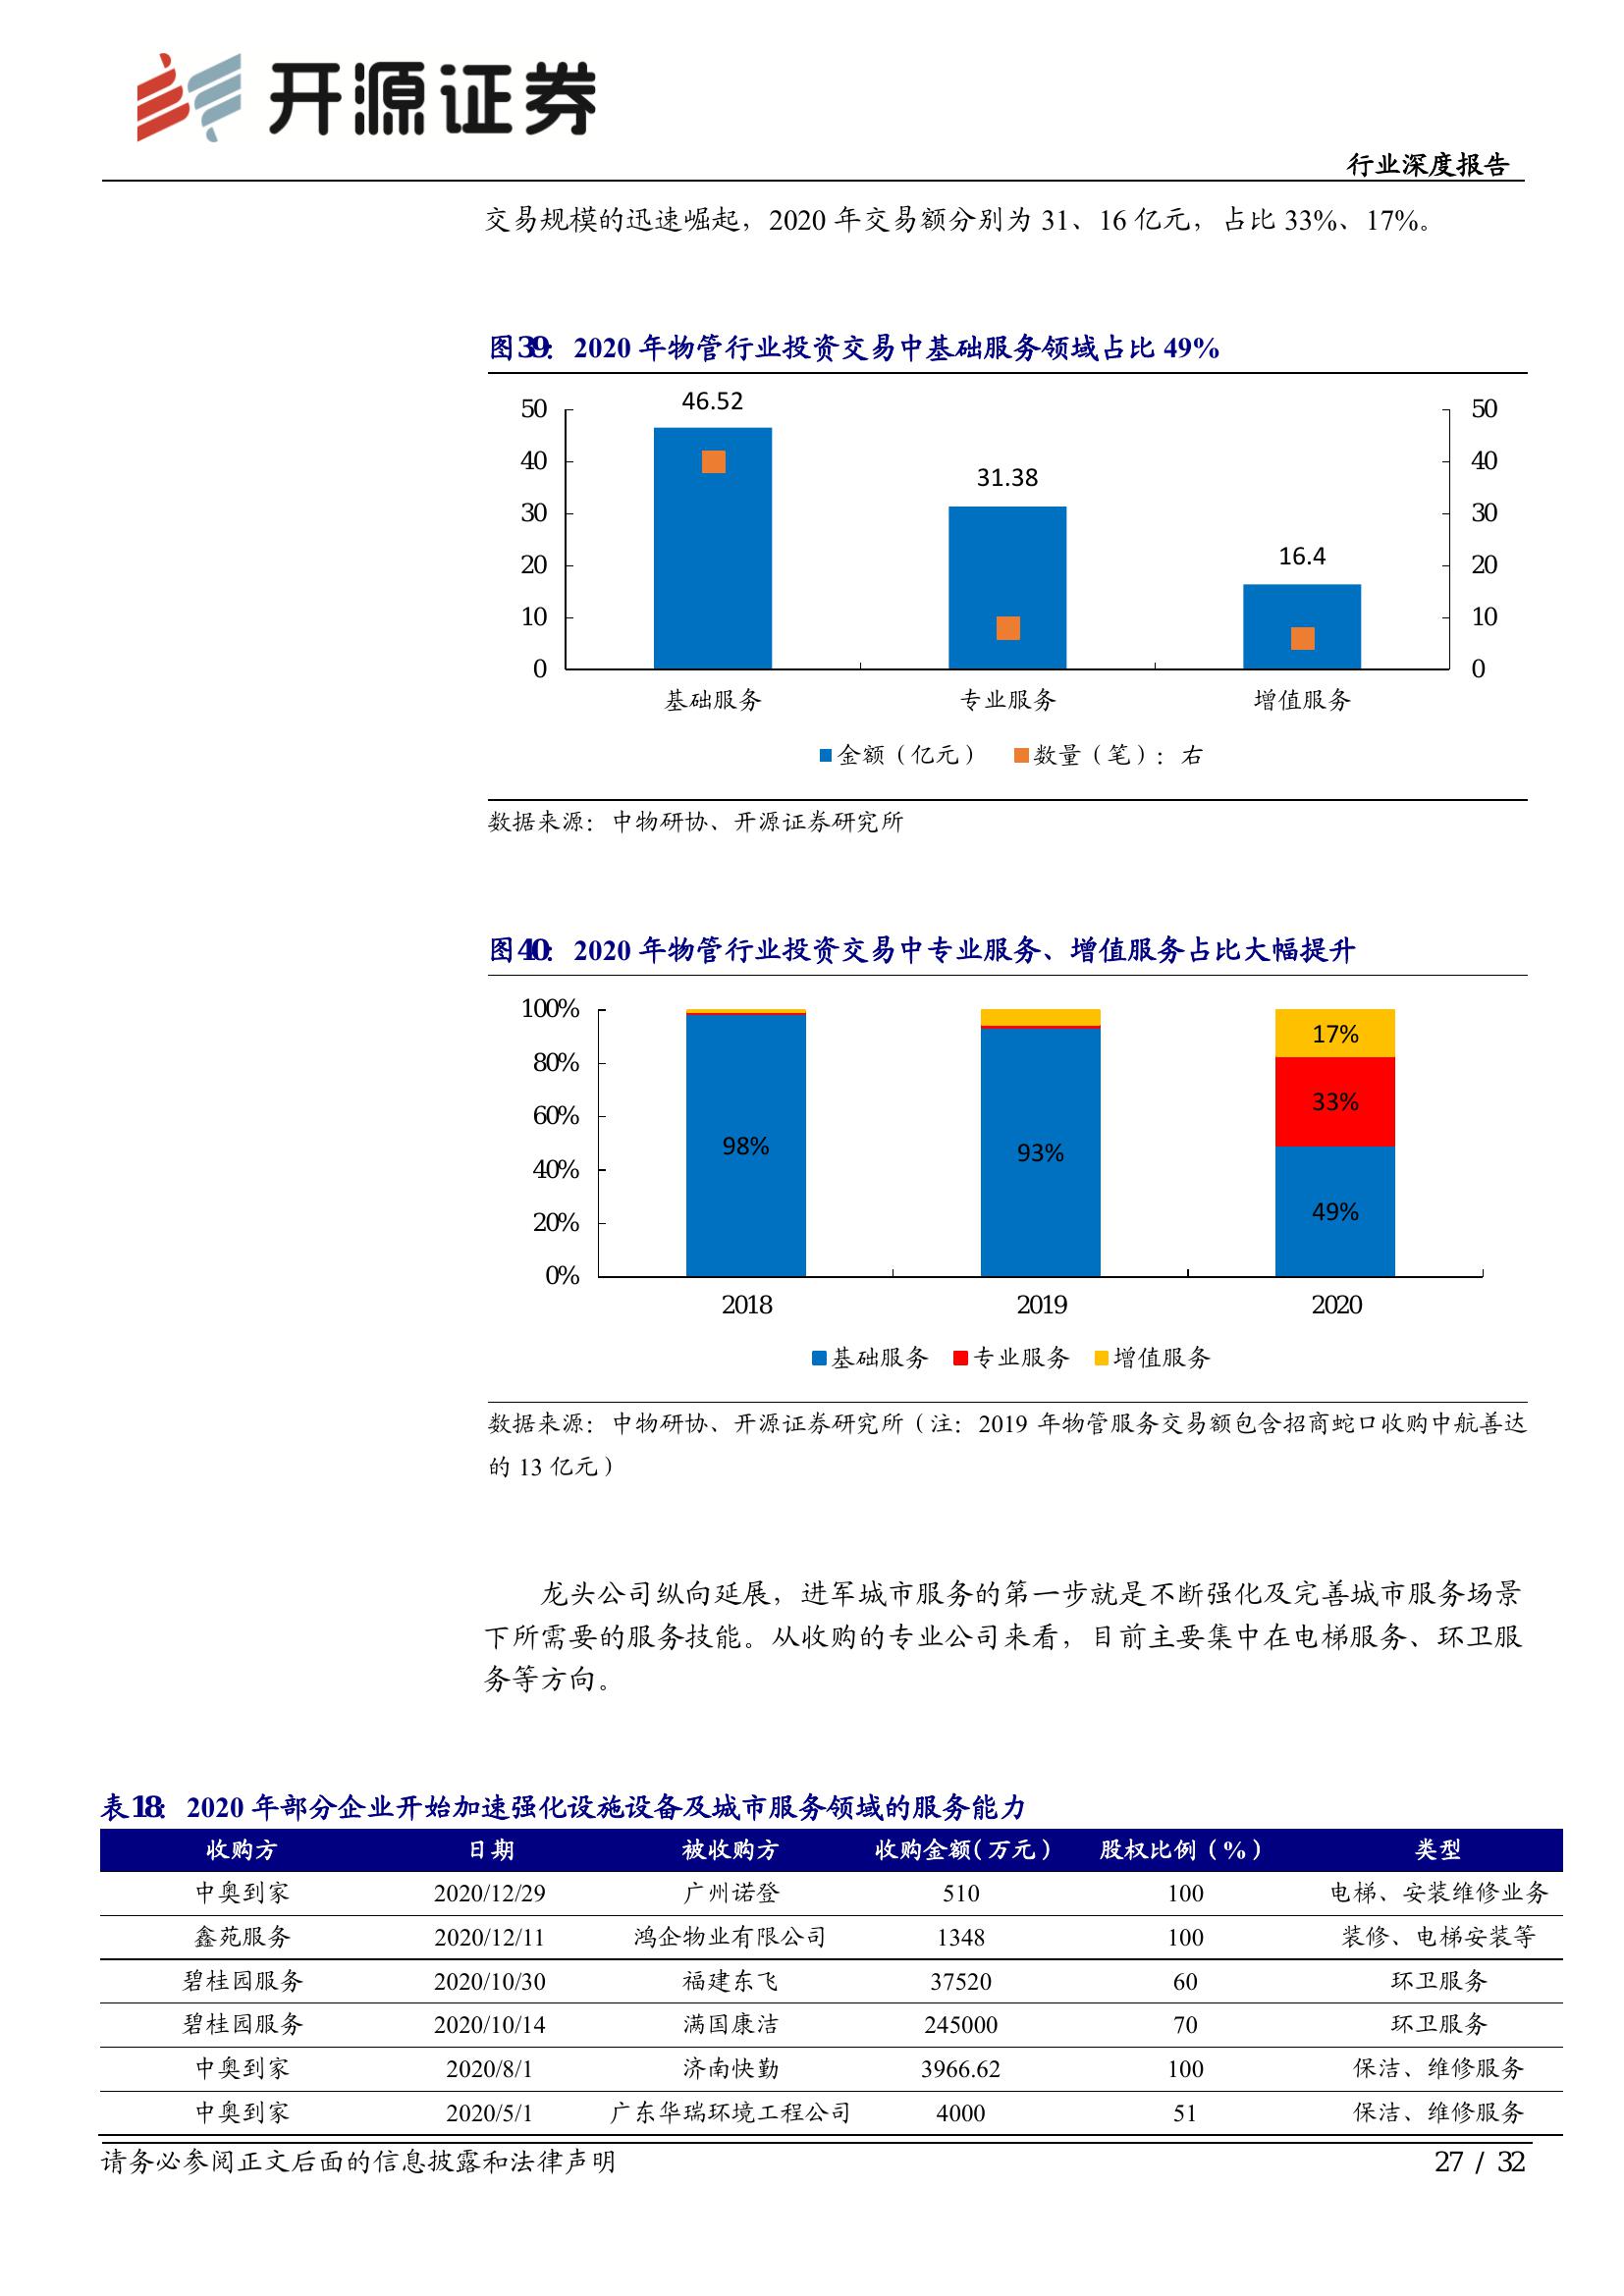 开源证券
行业深度报告
交易规模的迅速崛起，2020 年交易额分别为 31、16 亿元，占比 33%、17%。
图39： 2020 年物管行业投资交易中基础服务领域占比 49%
46.52
50
50
40
40
31.38
30
30
16.4
20
20
10
10
0
0
基础服务 专业服务 增值服务
金额（亿元） 数量（笔）：右
数据来源：中物研协、开源证券研究所
图40： 2020 年物管行业投资交易中专业服务、增值服务占比大幅提升
100%
17%
80%
33%
60%
98%
93%
40%
49%
20%
0%
2018 2019 2020
基础服务 专业服务 增值服务
数据来源：中物研协、开源证券研究所（注：2019 年物管服务交易额包含招商蛇口收购中航善达
的 13 亿元）
龙头公司纵向延展，进军城市服务的第一步就是不断强化及完善城市服务场景
下所需要的服务技能。从收购的专业公司来看，目前主要集中在电梯服务、环卫服
务等方向。
表18： 2020 年部分企业开始加速强化设施设备及城市服务领域的服务能力
收购方 日期 被收购方 收购金额（万元） 股权比例（%） 类型
中奥到家 2020/12/29 广州诺登 510 100 电梯、安装维修业务
鑫苑服务 2020/12/11 鸿企物业有限公司 1348 100 装修、电梯安装等
碧桂园服务 2020/10/30 福建东飞 37520 60 环卫服务
碧桂园服务 2020/10/14 满国康洁 245000 70 环卫服务
中奥到家 2020/8/1 济南快勤 3966.62 100 保洁、维修服务
中奥到家 2020/5/1 广东华瑞环境工程公司 4000 51 保洁、维修服务
请务必参阅正文后面的信息披露和法律声明
27 / 32